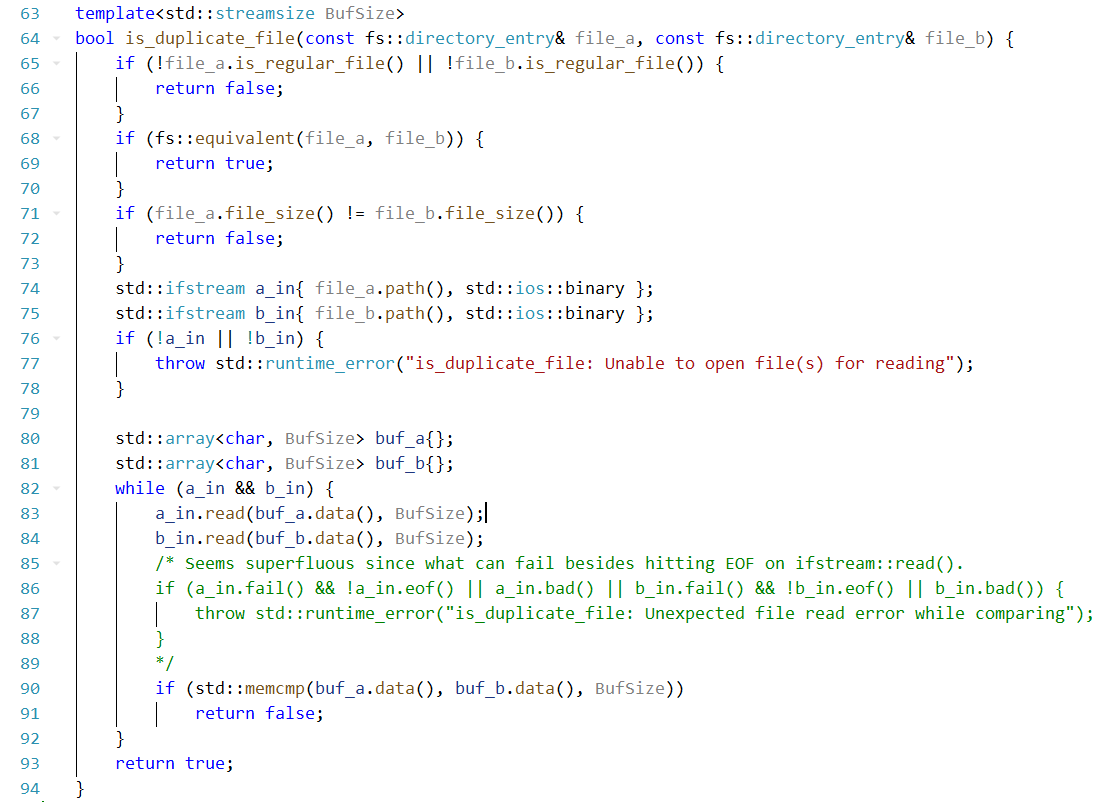 63 template<std::streamsize BufSize>
64 bool is_duplicate_file(const fs::directory_entry& file_a, const fs::directory_entry& file_b) {
65     if (!file_a.is_regular_file() || !file_b.is_regular_file()) {
66         return false;
67     }
68     if (fs::equivalent(file_a, file_b)) {
69         return true;
70     }
71     if (file_a.file_size() != file_b.file_size()) {
72         return false;
73     }
74     std::ifstream a_in{ file_a.path(), std::ios::binary };
75     std::ifstream b_in{ file_b.path(), std::ios::binary };
76     if (!a_in || !b_in) {
77         throw std::runtime_error("is_duplicate_file: Unable to open file(s) for reading");
78     }
79
80     std::array<char, BufSize> buf_a{};
81     std::array<char, BufSize> buf_b{};
82     while (a_in && b_in) {
83         a_in.read(buf_a.data(), BufSize);
84         b_in.read(buf_b.data(), BufSize);
85         /* Seems superfluous since what can fail besides hitting EOF on ifstream::read().
86         if (a_in.fail() && !a_in.eof() || a_in.bad() || b_in.fail() && !b_in.eof() || b_in.bad()) {
87             throw std::runtime_error("is_duplicate_file: Unexpected file read error while comparing");
88         }
89         */
90         if (std::memcmp(buf_a.data(), buf_b.data(), BufSize))
91             return false;
92     }
93     return true;
94 }